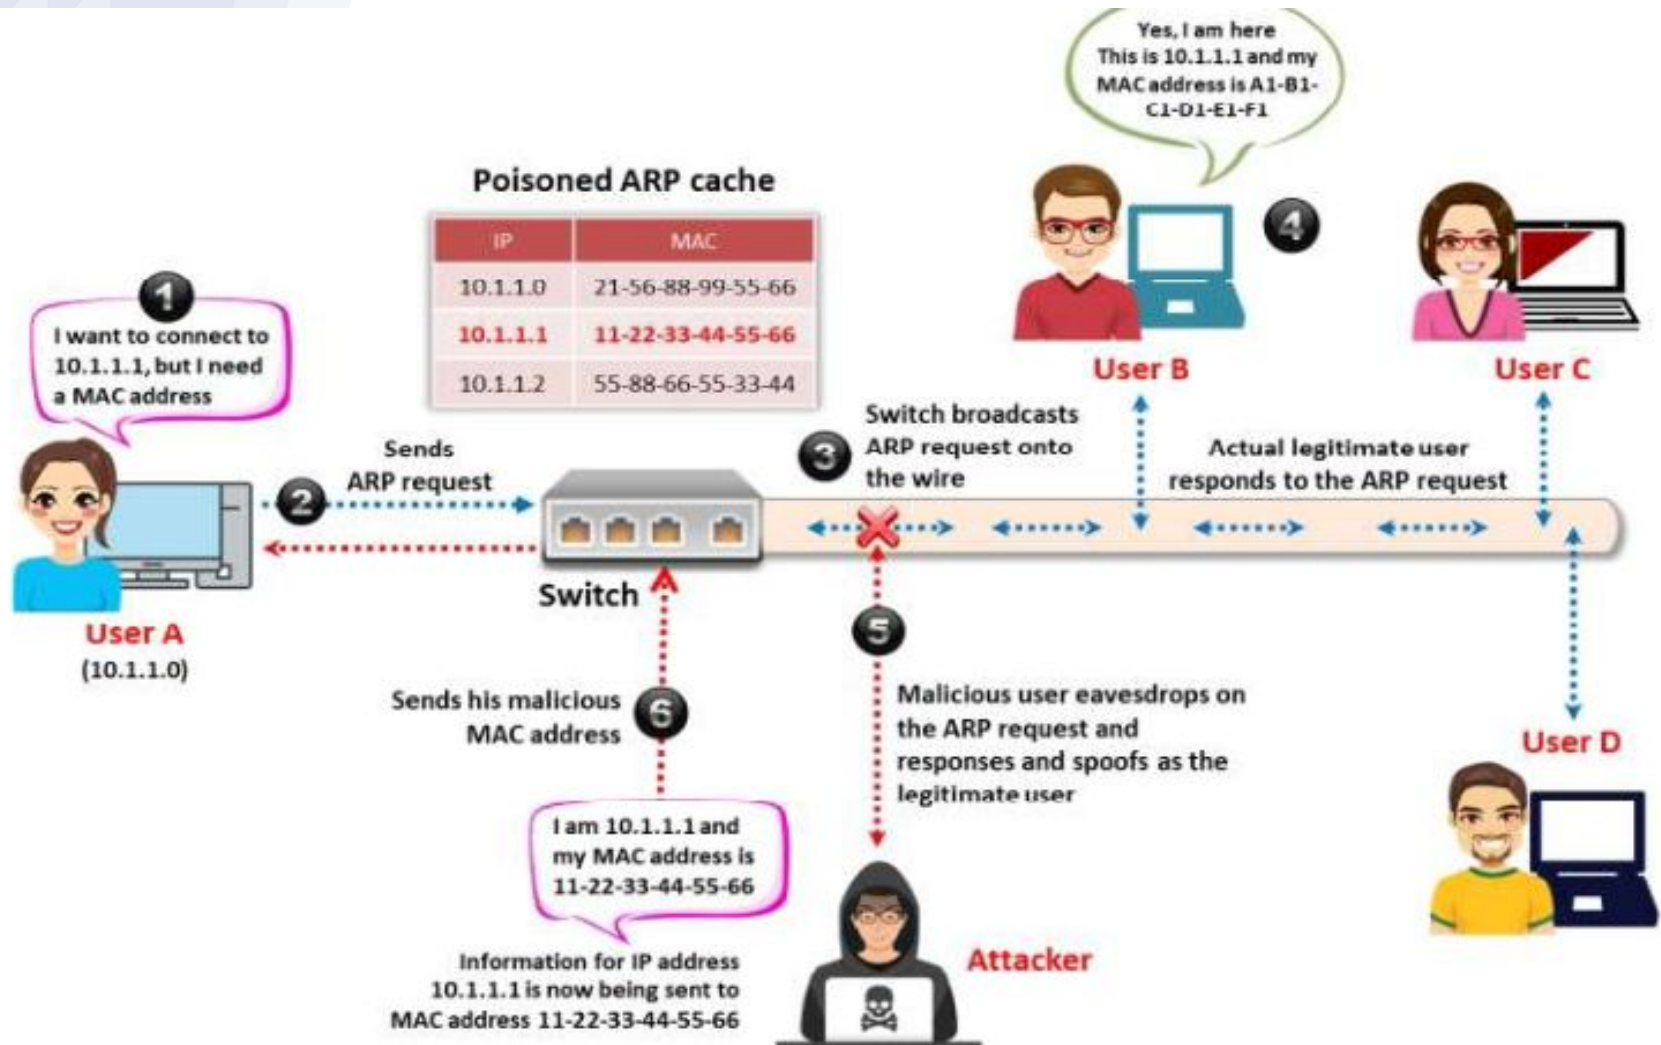 Yes, I am here
This is 10.1.1.1 and my
MAC address is A1-B1-
C1-D1-E1-F1
Poisoned ARP cache
IP MAC
10.1.1.0 21-56-88-99-55-66
10.1.1.1 11-22-33-44-55-66
10.1.1.2 55-88-66-55-33-44
1
I want to connect to
10.1.1.1, but I need
a MAC address
4
User B
User C
Sends
ARP request
2
3
Switch broadcasts
ARP request onto
the wire
Actual legitimate user
responds to the ARP request
Switch
User A
(10.1.1.0)
5
Sends his malicious
MAC address
6
Malicious user eavesdrops on
the ARP request and
responses and spoofs as the
legitimate user
User D
I am 10.1.1.1 and
my MAC address is
11-22-33-44-55-66
Attacker
Information for IP address
10.1.1.1 is now being sent to
MAC address 11-22-33-44-55-66